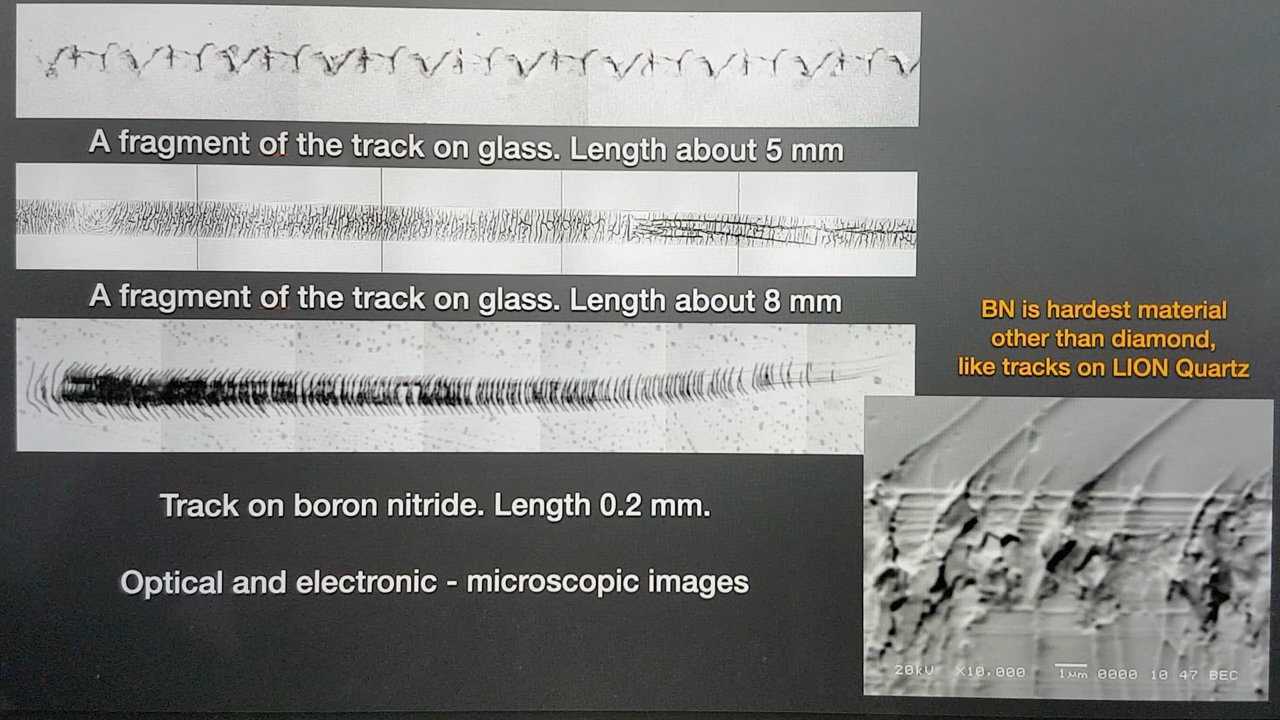 A fragment of the track on glass. Length about 5 mm
A fragment of the track on glass. Length about 8 mm
BN is hardest material
other than diamond,
like tracks on LION Quartz
Track on boron nitride. Length 0.2 mm.
Optical and electronic - microscopic images
20kV X10,000 1µm 0000 10 47 BEC